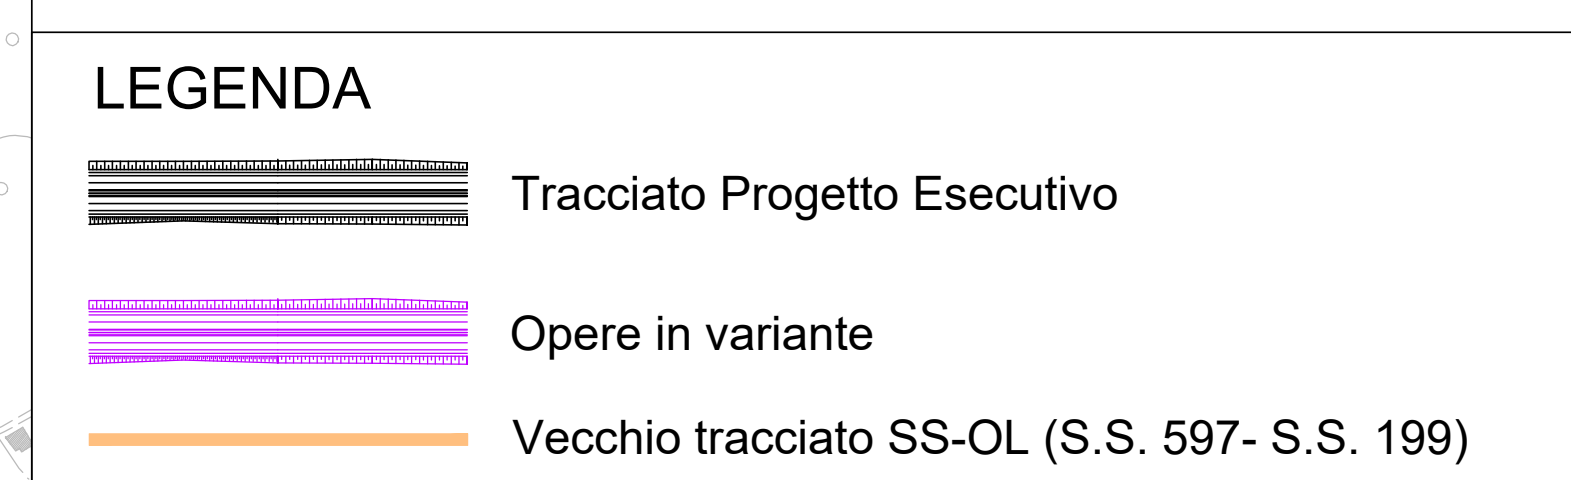 LEGENDA
Tracciato Progetto Esecutivo
Opere in variante
Vecchio tracciato SS-OL (S.S. 597- S.S. 199)